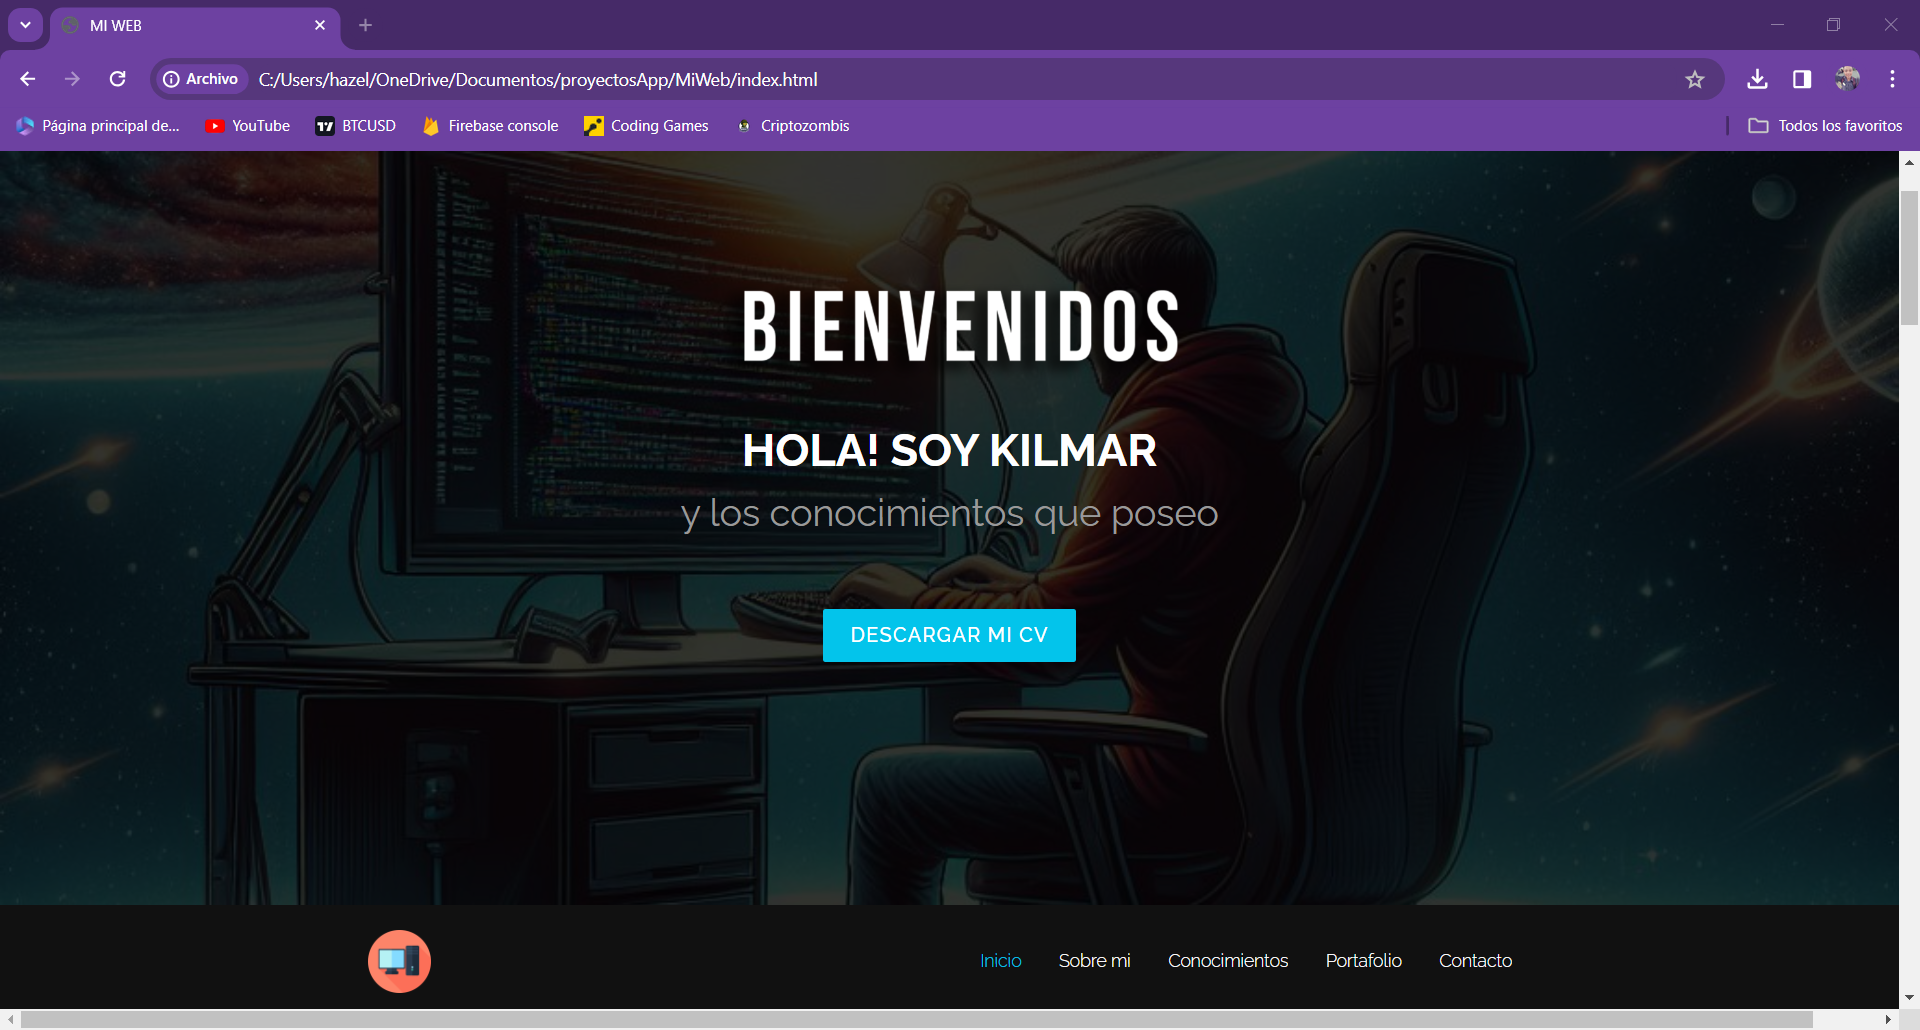 MI WEB
Archivo C:/Users/hazel/OneDrive/Documentos/proyectosApp/MiWeb/index.html
Página principal de... YouTube BTCUSD Firebase console Coding Games Criptozombis Todos los favoritos
BIENVENIDOS
HOLA! SOY KILMAR
y los conocimientos que poseo
DESCARGAR MI CV
Inicio Sobre mi Conocimientos Portafolio Contacto